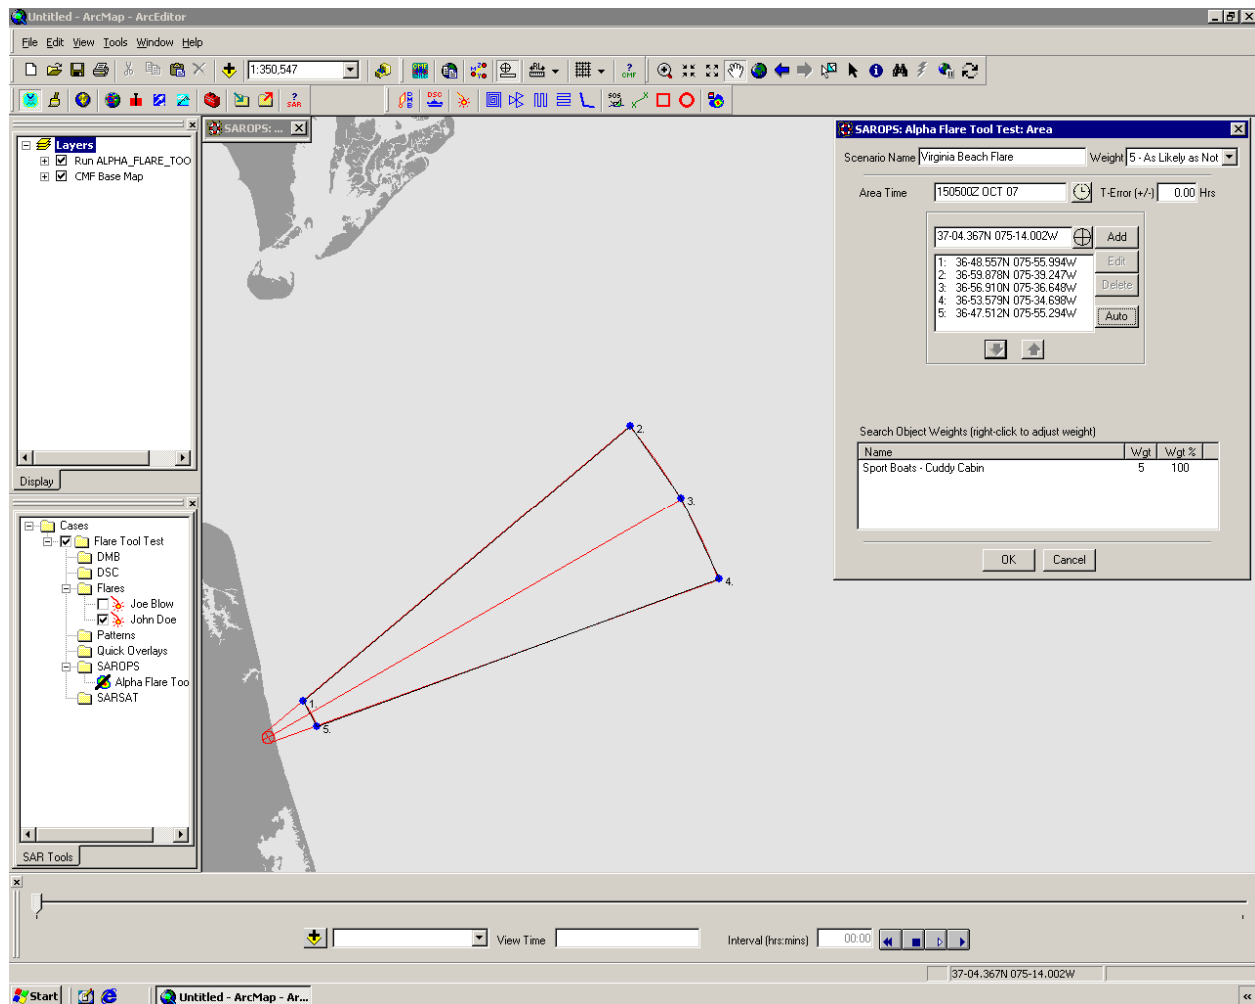 Untitled - ArcMap - ArcEditor
File Edit View Tools Window Help
1:350,547
? CMF
? SAR
DMB
DSC
SOS
Layers
Run ALPHA_FLARE_TOO
CMF Base Map
Display
Cases
Flare Tool Test
DMB
DSC
Flares
Joe Blow
John Doe
Patterns
Quick Overlays
SAROPS
Alpha Flare Too
SARSAT
SAR Tools
SAROPS: ...
1.
2.
3.
4.
5.
SAROPS: Alpha Flare Tool Test: Area
Scenario Name Virginia Beach Flare Weight 5 - As Likely as Not
Area Time 150500Z OCT 07 T-Error (+/-) 0.00 Hrs
37-04.367N 075-14.002W Add
1: 36-48.557N 075-55.994W
2: 36-59.878N 075-39.247W
3: 36-56.910N 075-36.648W
4: 36-53.579N 075-34.698W
5: 36-47.512N 075-55.294W
Edit
Delete
Auto
Search Object Weights (right-click to adjust weight)
Name Wgt Wgt %
Sport Boats - Cuddy Cabin 5 100
OK Cancel
View Time Interval (hrs:mins) 00:00
37-04.367N 075-14.002W
Start Untitled - ArcMap - Ar...